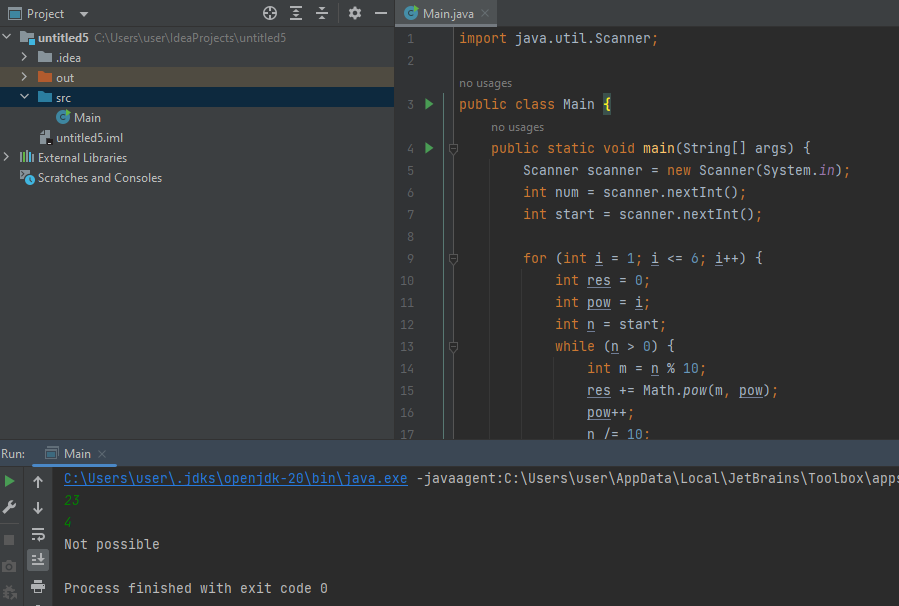 Project
Main.java
untitled5 C:\Users\user\IdeaProjects\untitled5
.idea
out
src
Main
untitled5.iml
External Libraries
Scratches and Consoles
1 import java.util.Scanner;
2
no usages
3 public class Main {
no usages
4 public static void main(String[] args) {
5 Scanner scanner = new Scanner(System.in);
6 int num = scanner.nextInt();
7 int start = scanner.nextInt();
8
9 for (int i = 1; i <= 6; i++) {
10 int res = 0;
11 int pow = i;
12 int n = start;
13 while (n > 0) {
14 int m = n % 10;
15 res += Math.pow(m, pow);
16 pow++;
17 n /= 10;
Run: Main
C:\Users\user\.jdks\openjdk-20\bin\java.exe -javaagent:C:\Users\user\AppData\Local\JetBrains\Toolbox\apps
23
4
Not possible
Process finished with exit code 0